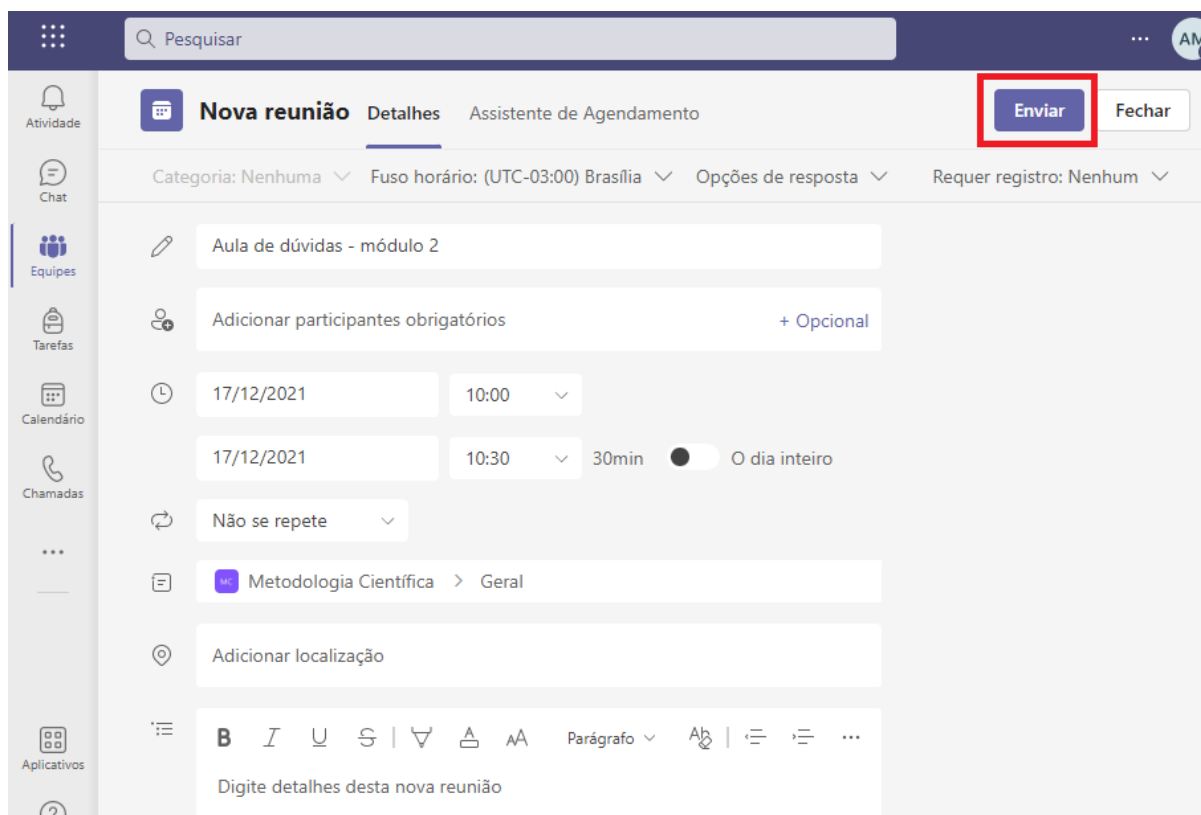 Pesquisar
AM
Atividade
Chat
Equipes
Tarefas
Calendário
Chamadas
Aplicativos
Nova reunião Detalhes Assistente de Agendamento Enviar Fechar
Categoria: Nenhuma Fuso horário: (UTC-03:00) Brasília Opções de resposta Requer registro: Nenhum
Aula de dúvidas - módulo 2
Adicionar participantes obrigatórios + Opcional
17/12/2021 10:00
17/12/2021 10:30 30min O dia inteiro
Não se repete
MC Metodologia Científica > Geral
Adicionar localização
B I U S A AA Parágrafo Ab
Digite detalhes desta nova reunião